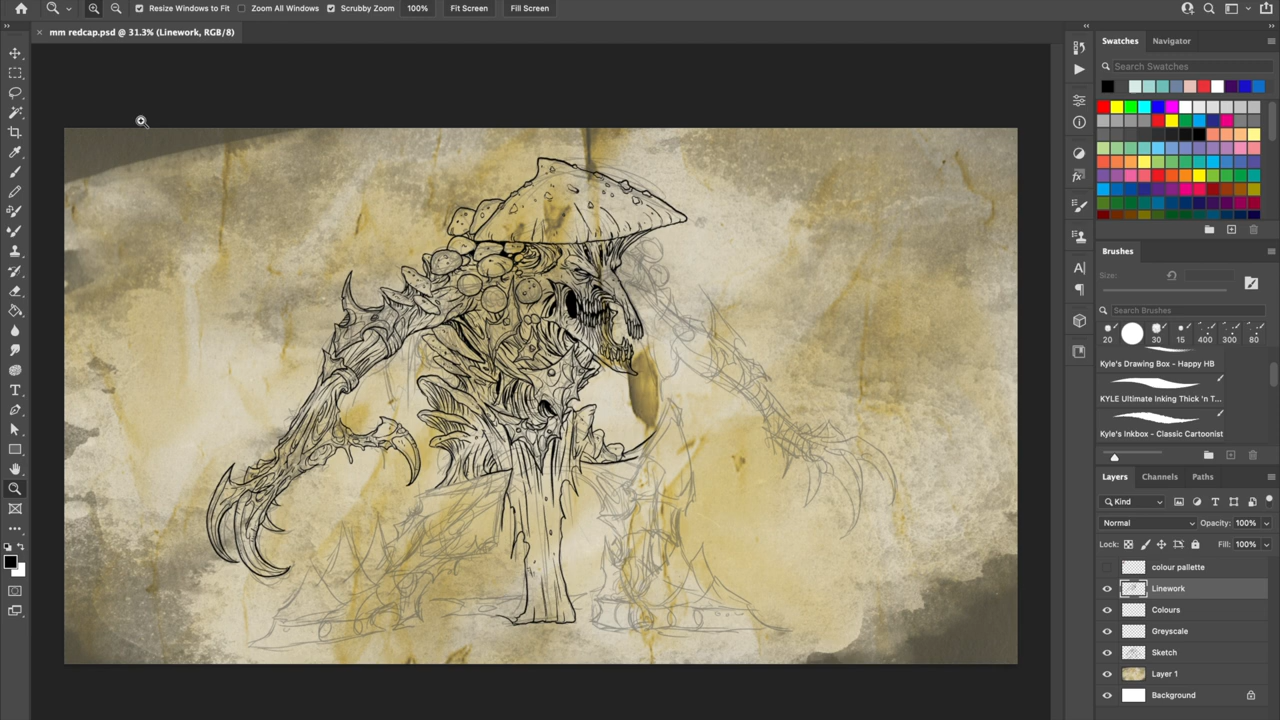 Resize Windows to Fit Zoom All Windows Scrubby Zoom 100% Fit Screen Fill Screen
mm redcap.psd @ 31.3% (Linework, RGB/8)
Swatches Navigator
Search Swatches
Brushes
Size:
Search Brushes
20 30 15 400 300 80
Kyle's Drawing Box - Happy HB
KYLE Ultimate Inking Thick 'n T...
Kyle's Inkbox - Classic Cartoonist
Layers Channels Paths
Kind
Normal Opacity: 100%
Lock: Fill: 100%
colour pallette
Linework
Colours
Greyscale
Sketch
Layer 1
Background